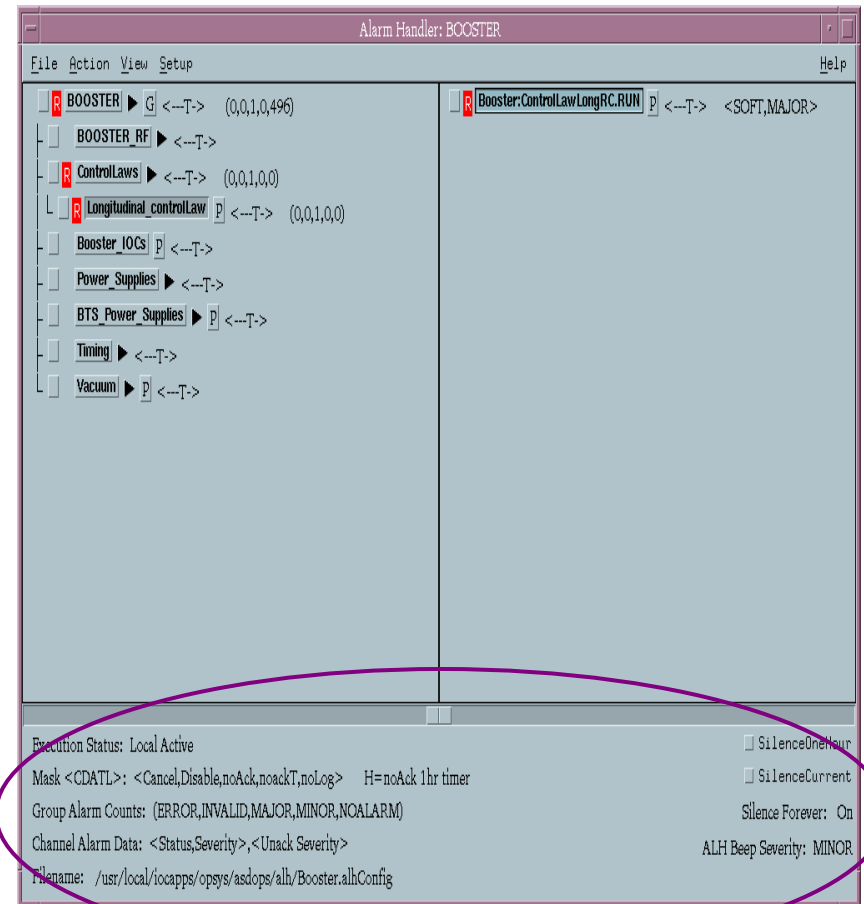 Alarm Handler: BOOSTER
File Action View Setup Help
R BOOSTER G <---T-> (0,0,1,0,496)
BOOSTER_RF <---T->
R ControlLaws <---T-> (0,0,1,0,0)
R Longitudinal_controlLaw P <---T-> (0,0,1,0,0)
Booster_IOCs P <---T->
Power_Supplies <---T->
BTS_Power_Supplies P <---T->
Timing <---T->
Vacuum P <---T->
R Booster:ControlLawLongRC.RUN P <---T-> <SOFT,MAJOR>
Execution Status: Local Active
Mask <CDATL>: <Cancel,Disable,noAck,noackT,noLog> H=noAck 1hr timer
Group Alarm Counts: (ERROR,INVALID,MAJOR,MINOR,NOALARM)
Channel Alarm Data: <Status,Severity>,<Unack Severity>
Filename: /usr/local/iocapps/opsys/asdops/alh/Booster.alhConfig
SilenceOneHour
SilenceCurrent
Silence Forever: On
ALH Beep Severity: MINOR